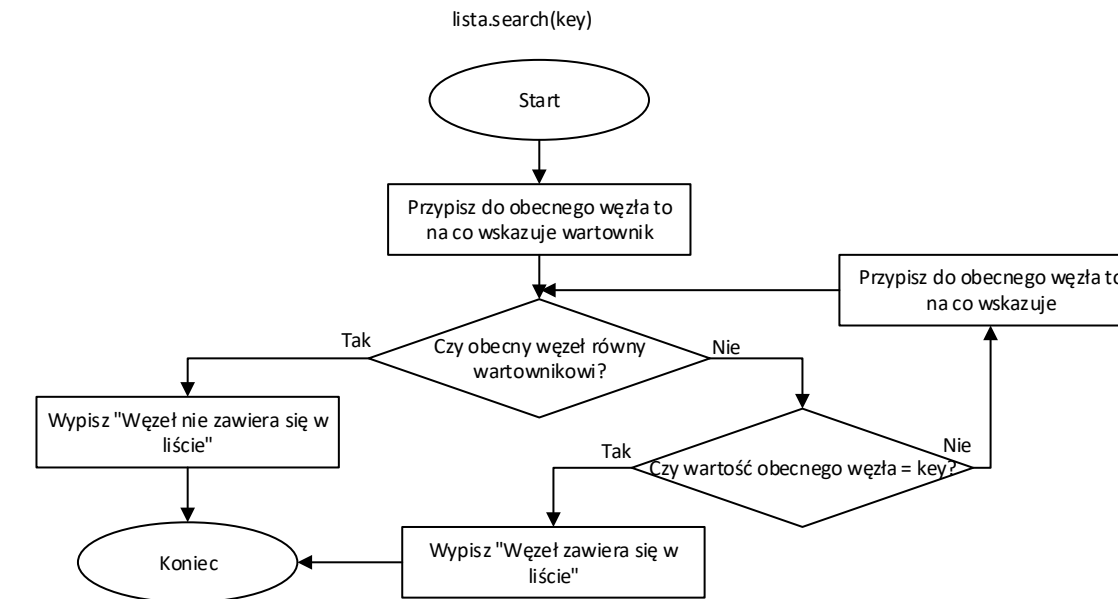 lista.search(key)
Start
Przypisz do obecnego węzła to
na co wskazuje wartownik
Przypisz do obecnego węzła to
na co wskazuje
Tak
Czy obecny węzeł równy
wartownikowi?
Nie
Wypisz "Węzeł nie zawiera się w
liście"
Tak
Czy wartość obecnego węzła = key?
Nie
Koniec
Wypisz "Węzeł zawiera się w
liście"